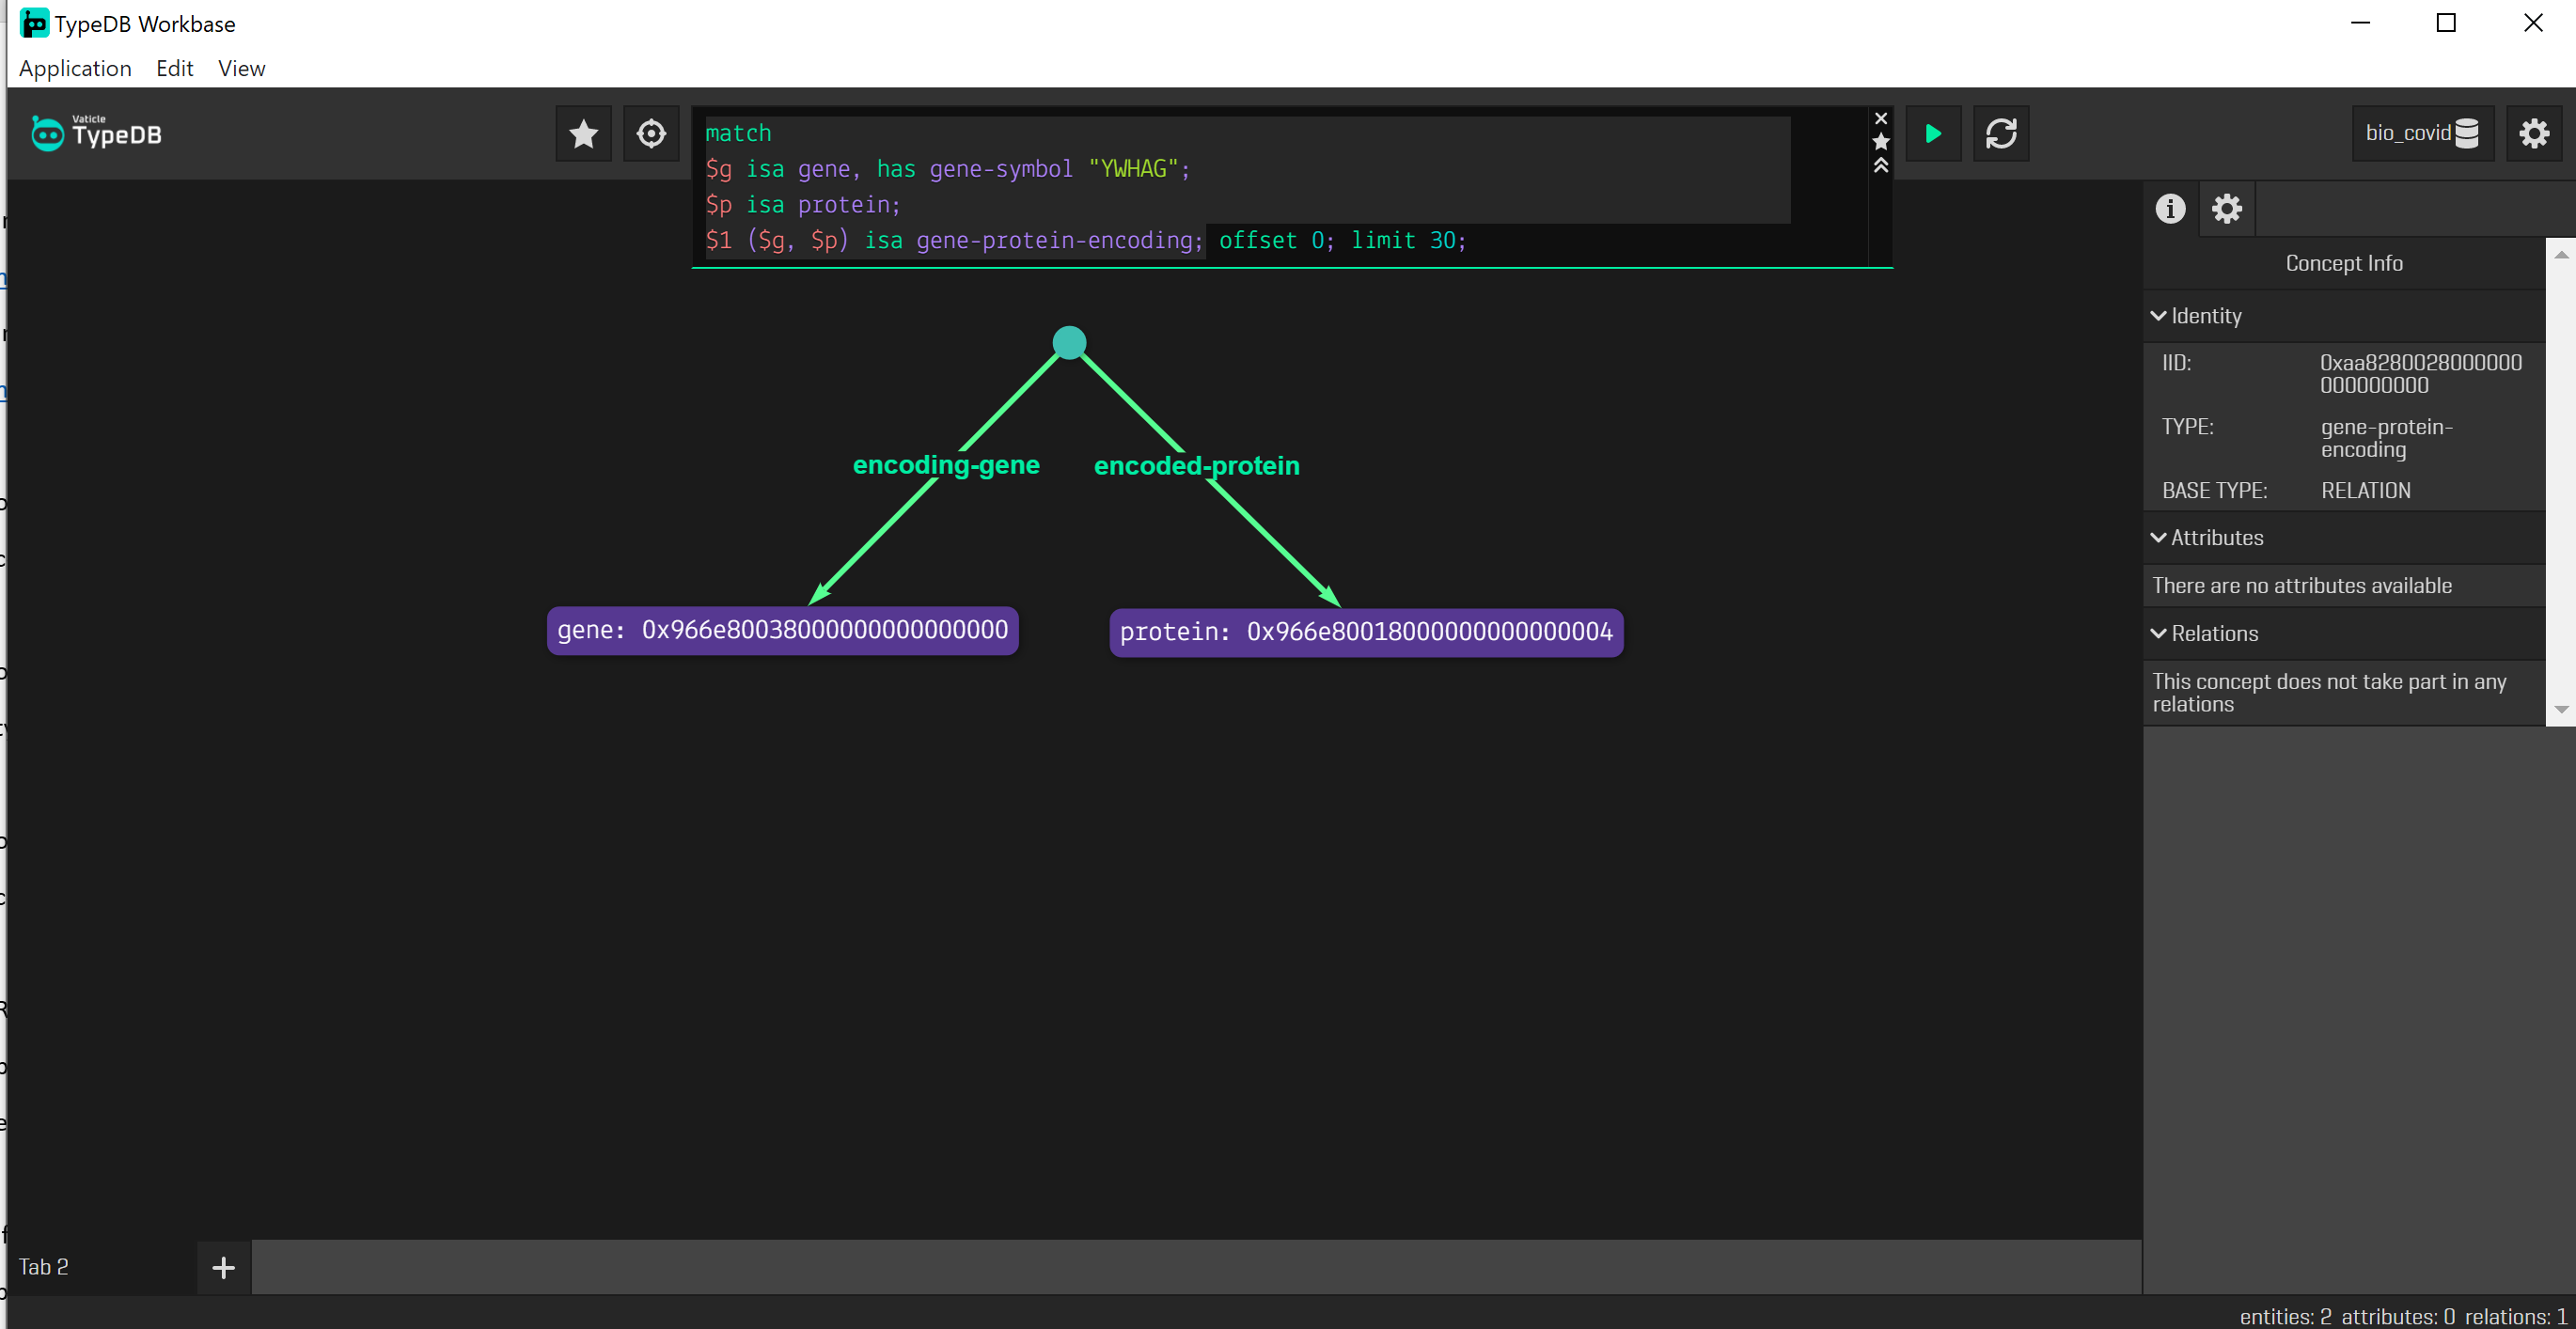 TypeDB Workbase
Application Edit View
Vaticle
TypeDB
match
$g isa gene, has gene-symbol "YWHAG";
$p isa protein;
$1 ($g, $p) isa gene-protein-encoding; offset 0; limit 30;
bio_covid
Concept Info
Identity
IID: 0xaa8280028000000
000000000
TYPE: gene-protein-
encoding
BASE TYPE: RELATION
Attributes
There are no attributes available
Relations
This concept does not take part in any
relations
encoding-gene encoded-protein
gene: 0x966e80038000000000000000
protein: 0x966e80018000000000000004
Tab 2
entities: 2 attributes: 0 relations: 1